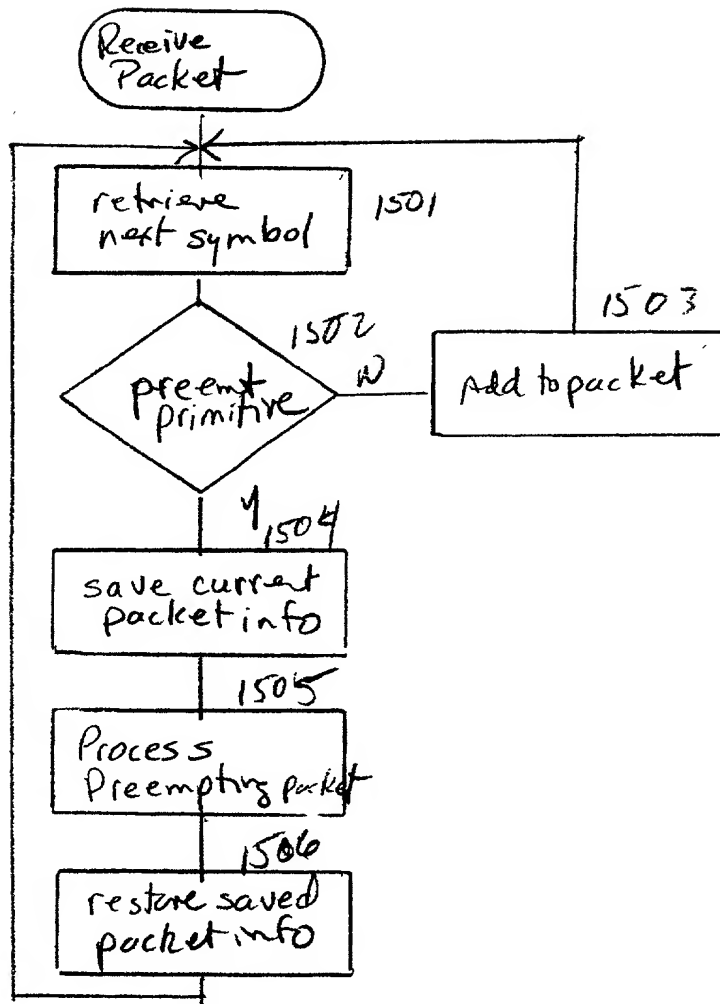 Receive
Packet
retrieve
next symbol
1501
1502
preemt
primitive
N
1503
Add to packet
Y
1504
save current
packet info
1505
Process
Preempting packet
1506
restore saved
packet info